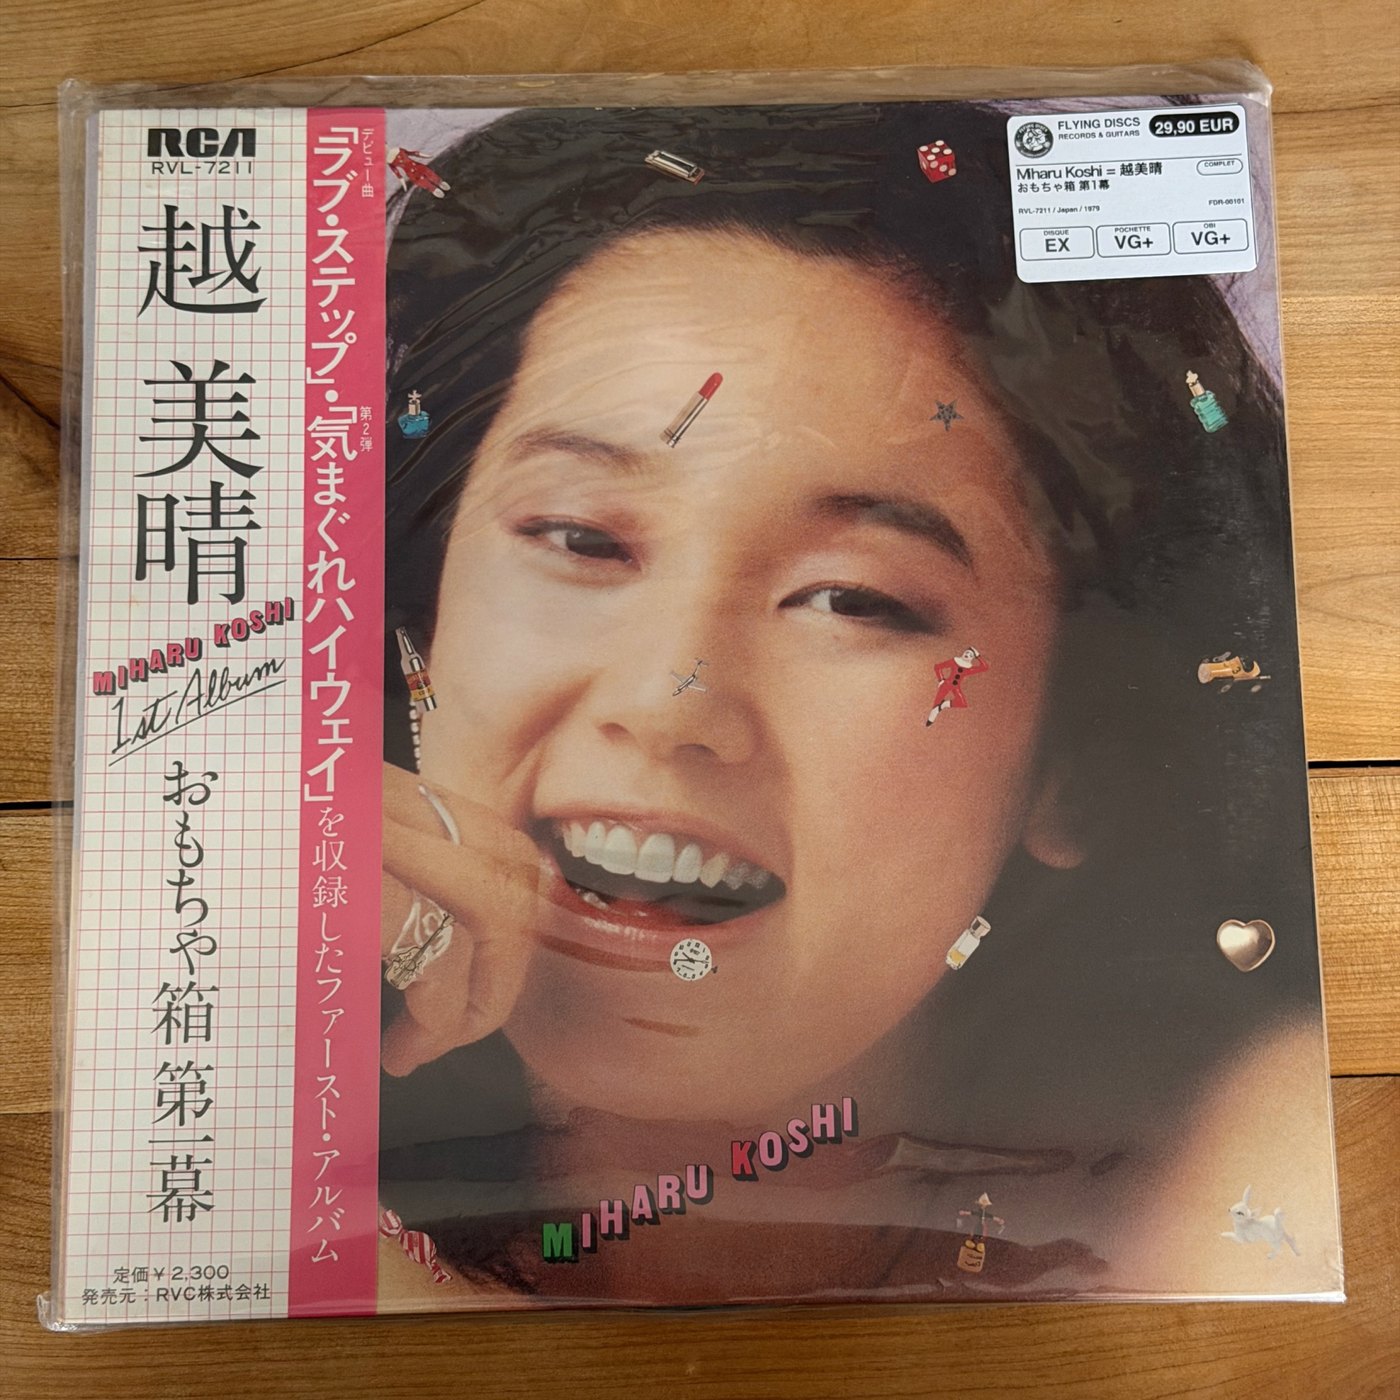 RCA
RVL-7211
越美晴
MIHARU KOSHI
1st Album
おもちゃ箱 第一幕
定価¥2,300
発売元:RVC株式会社
デビュー曲
第2弾
「ラブ・ステップ」・「気まぐれハイウェイ」を収録したファースト・アルバム
FLYING DISCS
RECORDS & GUITARS
29,90 EUR
Miharu Koshi = 越美晴
COMPLET
おもちゃ箱 第1幕
RVL-7211 / Japan / 1979
FDR-00101
DISQUE
EX
POCHETTE
VG+
OBI
VG+
MIHARU KOSHI